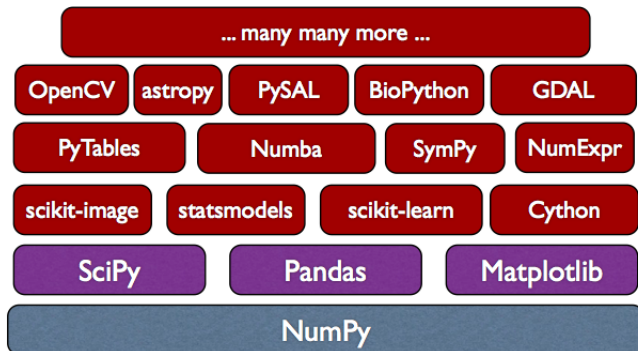 ... many many more ...
OpenCV astropy PySAL BioPython GDAL
PyTables Numba SymPy NumExpr
scikit-image statsmodels scikit-learn Cython
SciPy Pandas Matplotlib
NumPy